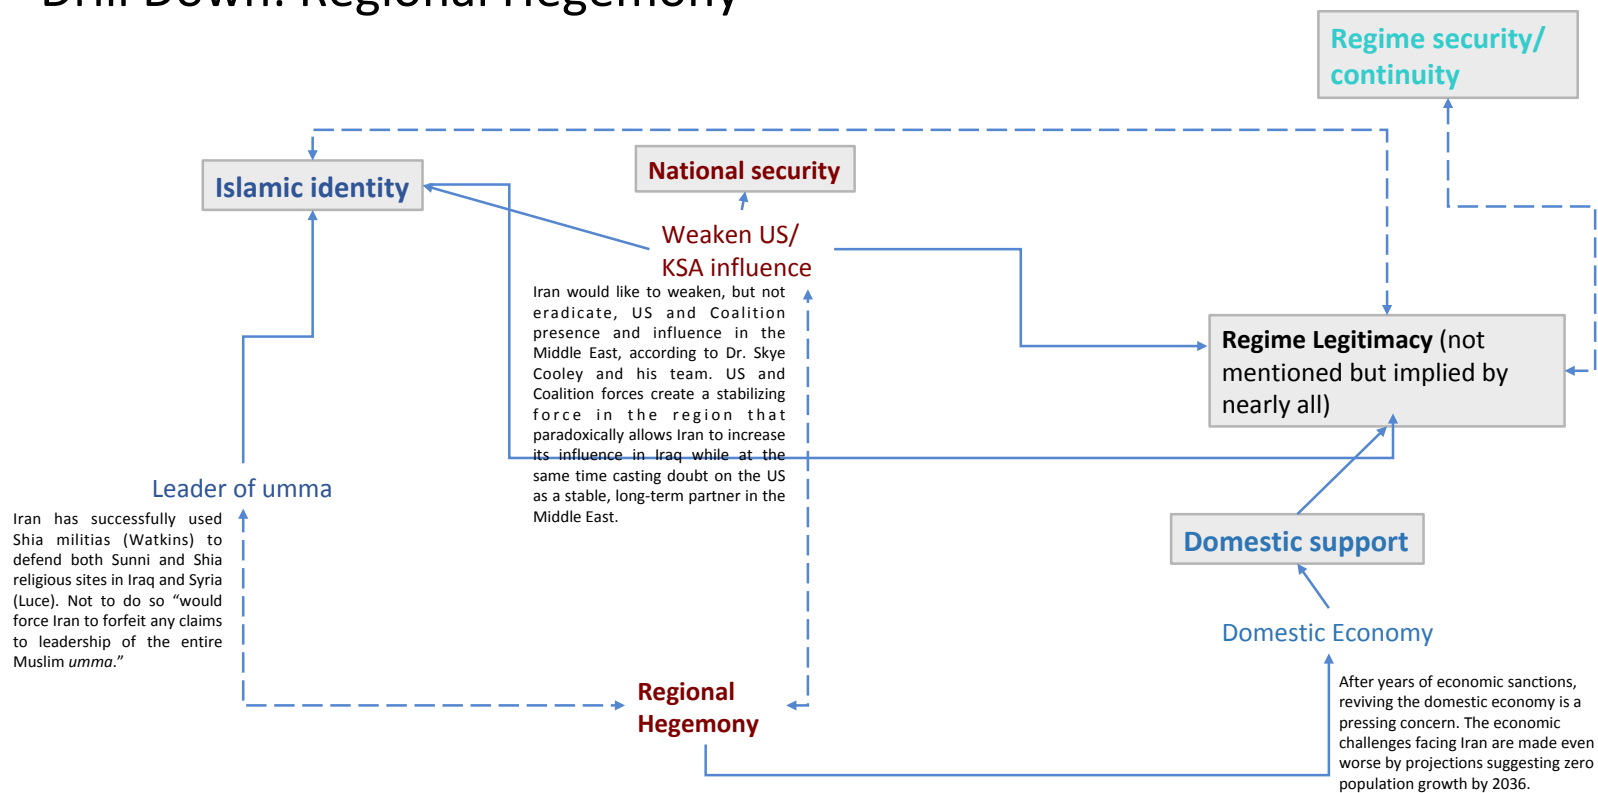 Drill Down: Regional Hegemony
Regime security/
continuity
Islamic identity
National security
Weaken US/
KSA influence
Iran would like to weaken, but not
eradicate, US and Coalition
presence and influence in the
Middle East, according to Dr. Skye
Cooley and his team. US and
Coalition forces create a stabilizing
force in the region that
paradoxically allows Iran to increase
its influence in Iraq while at the
same time casting doubt on the US
as a stable, long-term partner in the
Middle East.
Regime Legitimacy (not
mentioned but implied by
nearly all)
Leader of umma
Iran has successfully used
Shia militias (Watkins) to
defend both Sunni and Shia
religious sites in Iraq and Syria
(Luce). Not to do so “would
force Iran to forfeit any claims
to leadership of the entire
Muslim umma.”
Domestic support
Domestic Economy
Regional
Hegemony
After years of economic sanctions,
reviving the domestic economy is a
pressing concern. The economic
challenges facing Iran are made even
worse by projections suggesting zero
population growth by 2036.